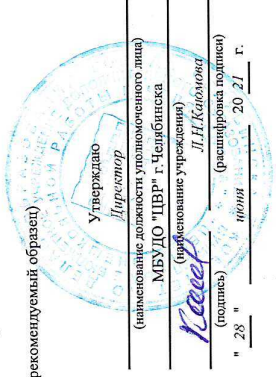 рекомендуемый образец)
Утверждаю
Директор
(наименование должности уполномоченного лица)
МБУДО "ЦВР" г.Челябинска
(наименование учреждения)
Л.Н.Каюмова
(подпись) (расшифровка подписи)
" 28 " июня 20 21 г.